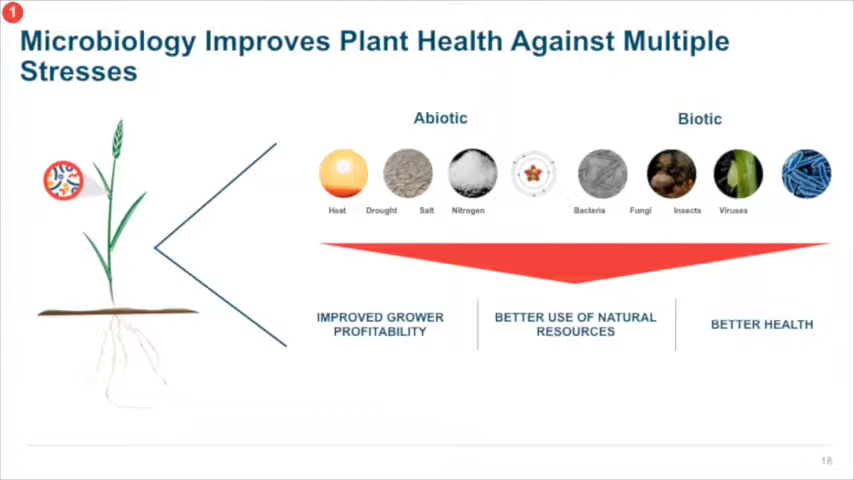 1
Microbiology Improves Plant Health Against Multiple
Stresses
Abiotic
Biotic
Heat Drought Salt Nitrogen
Bacteria Fungi Insects Viruses
IMPROVED GROWER
PROFITABILITY
BETTER USE OF NATURAL
RESOURCES
BETTER HEALTH
18